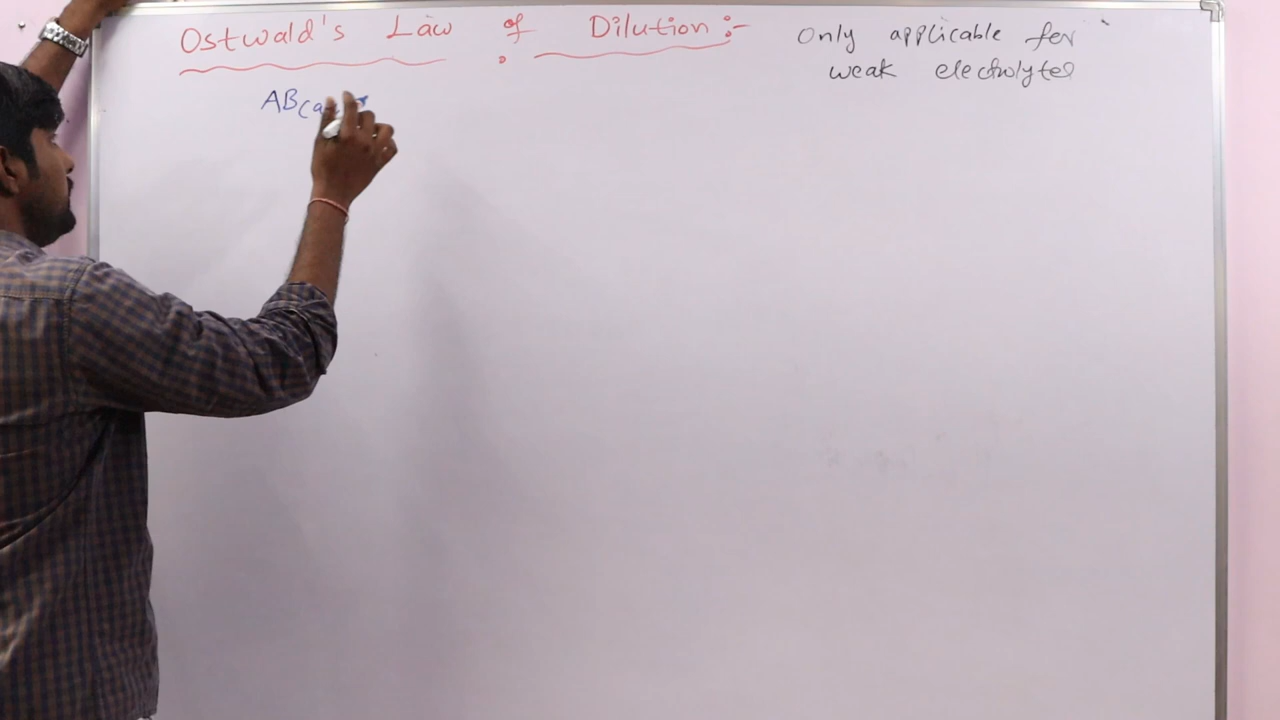 Ostwald's Law of Dilution :-
Only applicable for
weak electrolytes
AB(a